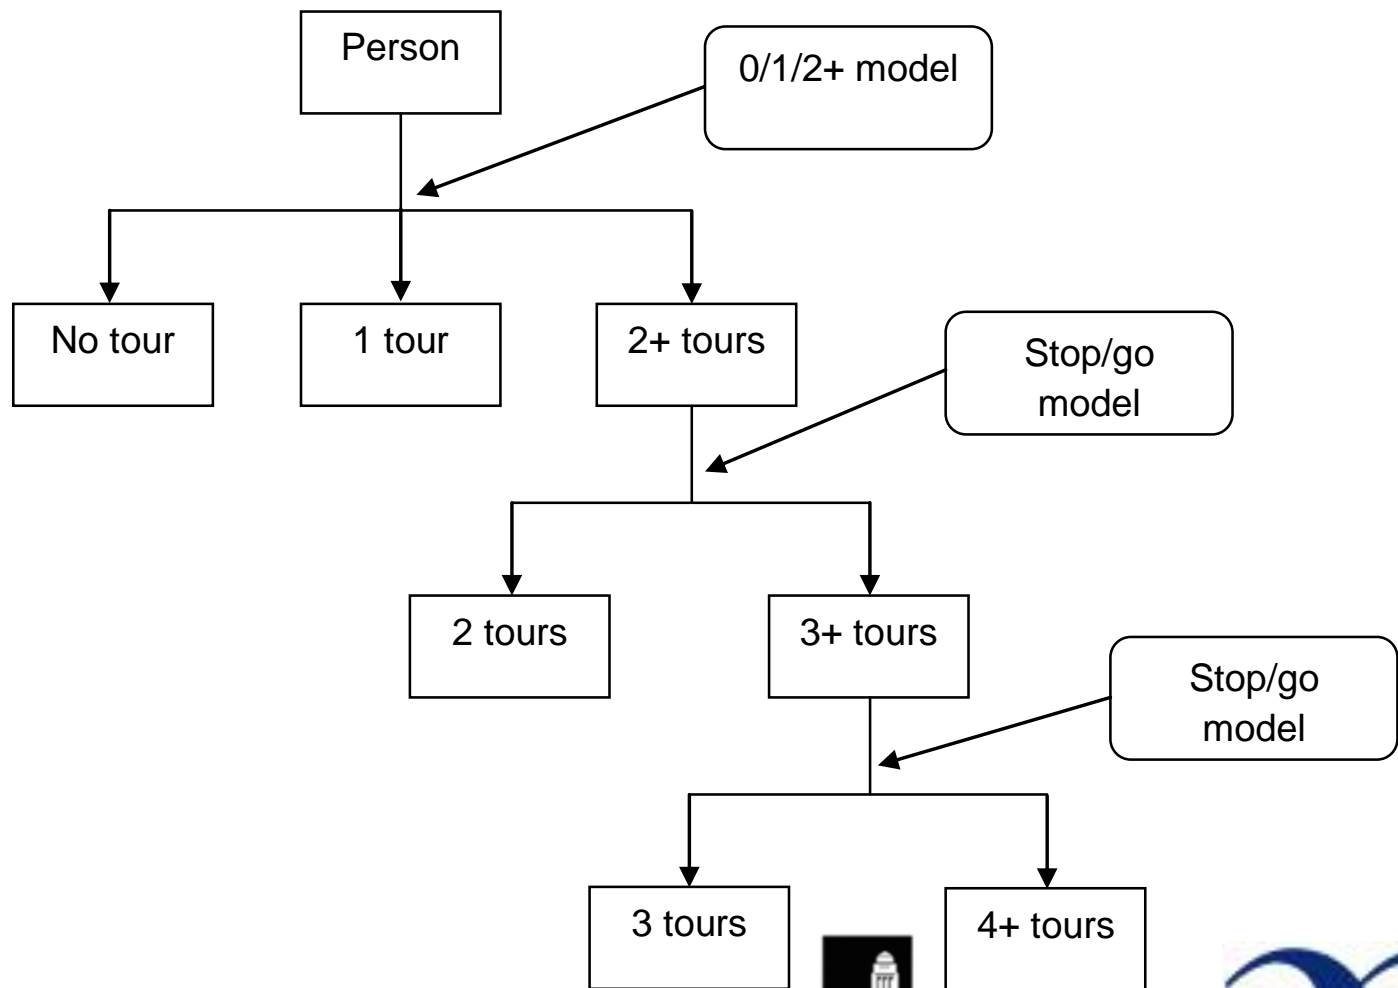 Person
0/1/2+ model
No tour
1 tour
2+ tours
Stop/go
model
2 tours
3+ tours
Stop/go
model
3 tours
4+ tours